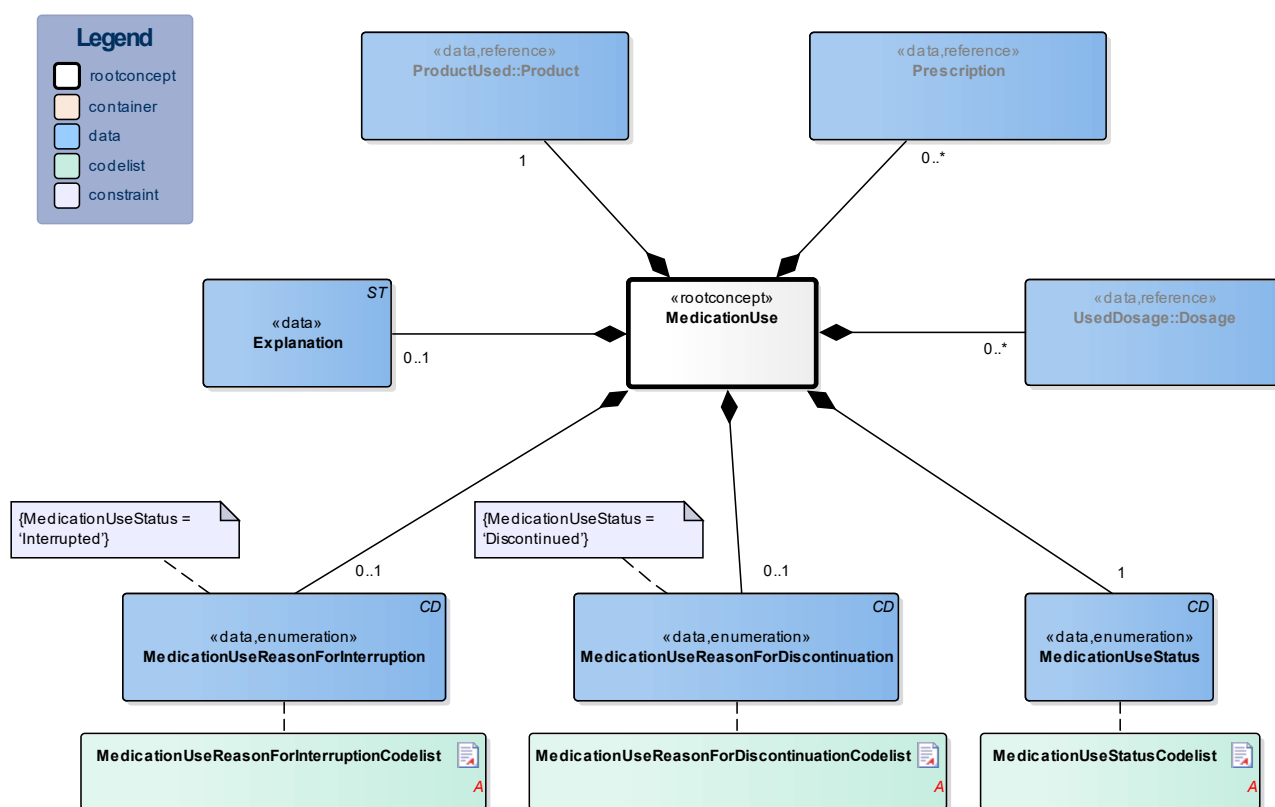 Legend
rootconcept
container
data
codelist
constraint
«data,reference»
ProductUsed::Product
«data,reference»
Prescription
1
0..*
ST
«data»
Explanation
0..1
«rootconcept»
MedicationUse
«data,reference»
UsedDosage::Dosage
0..*
{MedicationUseStatus =
‘Interrupted’}
{MedicationUseStatus =
‘Discontinued’}
0..1
0..1
1
CD
«data,enumeration»
MedicationUseReasonForInterruption
CD
«data,enumeration»
MedicationUseReasonForDiscontinuation
CD
«data,enumeration»
MedicationUseStatus
MedicationUseReasonForInterruptionCodelist
A
MedicationUseReasonForDiscontinuationCodelist
A
MedicationUseStatusCodelist
A